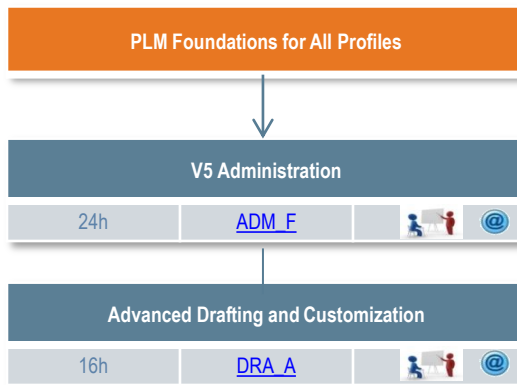 PLM Foundations for All Profiles
V5 Administration
24h ADM_F @
Advanced Drafting and Customization
16h DRA_A @